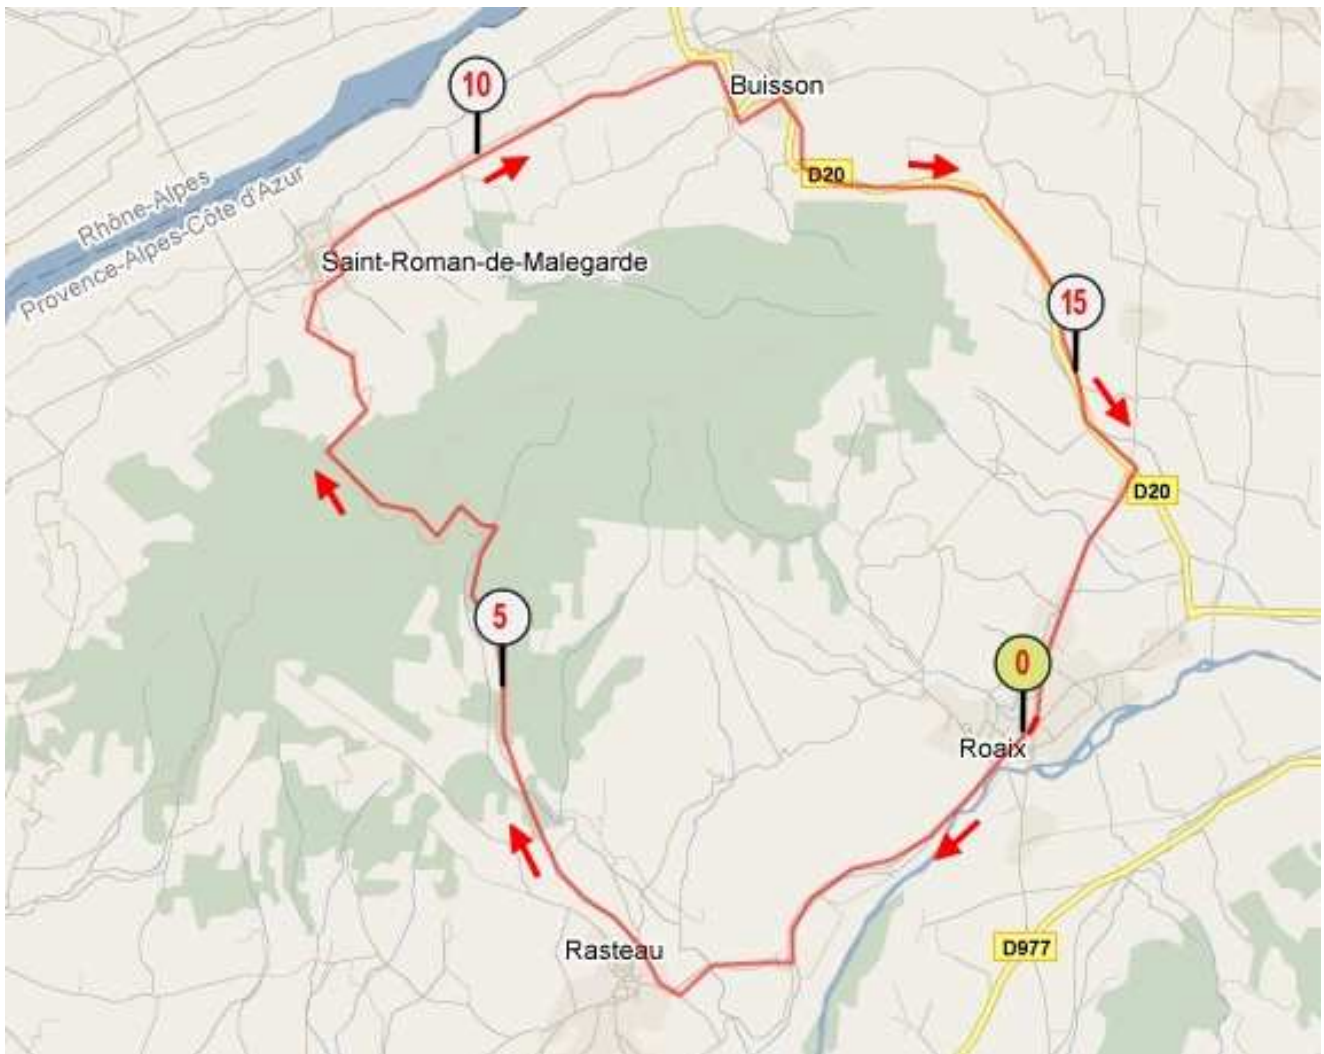 10
Buisson
D20
Rhône-Alpes
Provence-Alpes-Côte d'Azur
Saint-Roman-de-Malegarde
15
D20
5
0
Roaix
Rasteau
D977